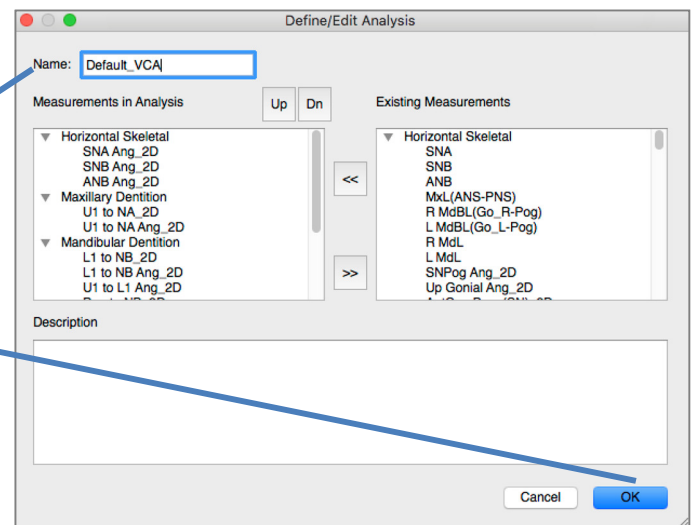 Define/Edit Analysis
Name: Default_VCA
Measurements in Analysis
Up
Dn
Existing Measurements
Horizontal Skeletal
SNA Ang_2D
SNB Ang_2D
ANB Ang_2D
Maxillary Dentition
U1 to NA_2D
U1 to NA Ang_2D
Mandibular Dentition
L1 to NB_2D
L1 to NB Ang_2D
U1 to L1 Ang_2D
<<
>>
Horizontal Skeletal
SNA
SNB
ANB
MxL(ANS-PNS)
R MdBL(Go_R-Pog)
L MdBL(Go_L-Pog)
R MdL
L MdL
SNPog Ang_2D
Up Gonial Ang_2D
Description
Cancel
OK